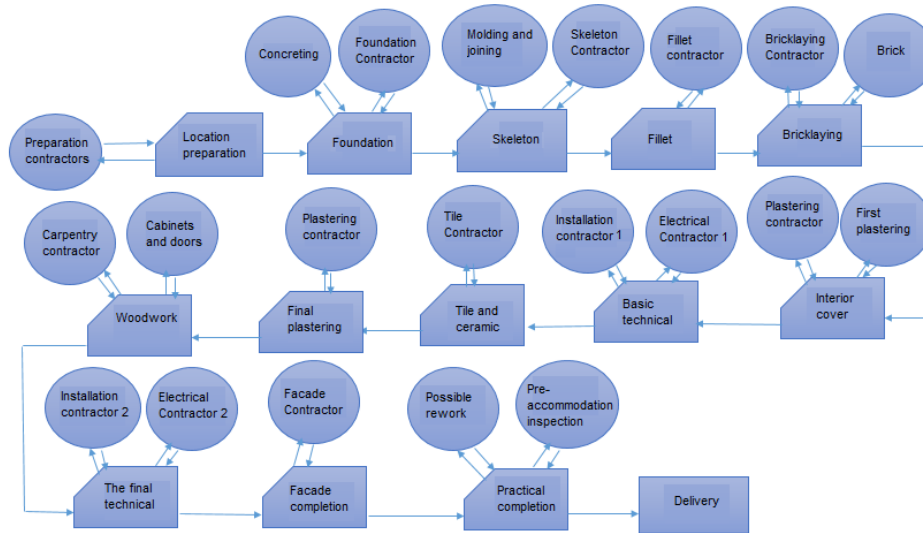 Concreting
Foundation
Contractor
Molding and
joining
Skeleton
Contractor
Fillet
contractor
Bricklaying
Contractor
Brick
Preparation
contractors
Location
preparation
Foundation
Skeleton
Fillet
Bricklaying
Carpentry
contractor
Cabinets
and doors
Plastering
contractor
Tile
Contractor
Installation
contractor 1
Electrical
Contractor 1
Plastering
contractor
First
plastering
Woodwork
Final
plastering
Tile and
ceramic
Basic
technical
Interior
cover
Installation
contractor 2
Electrical
Contractor 2
Facade
Contractor
Possible
rework
Pre-
accommodation
inspection
The final
technical
Facade
completion
Practical
completion
Delivery